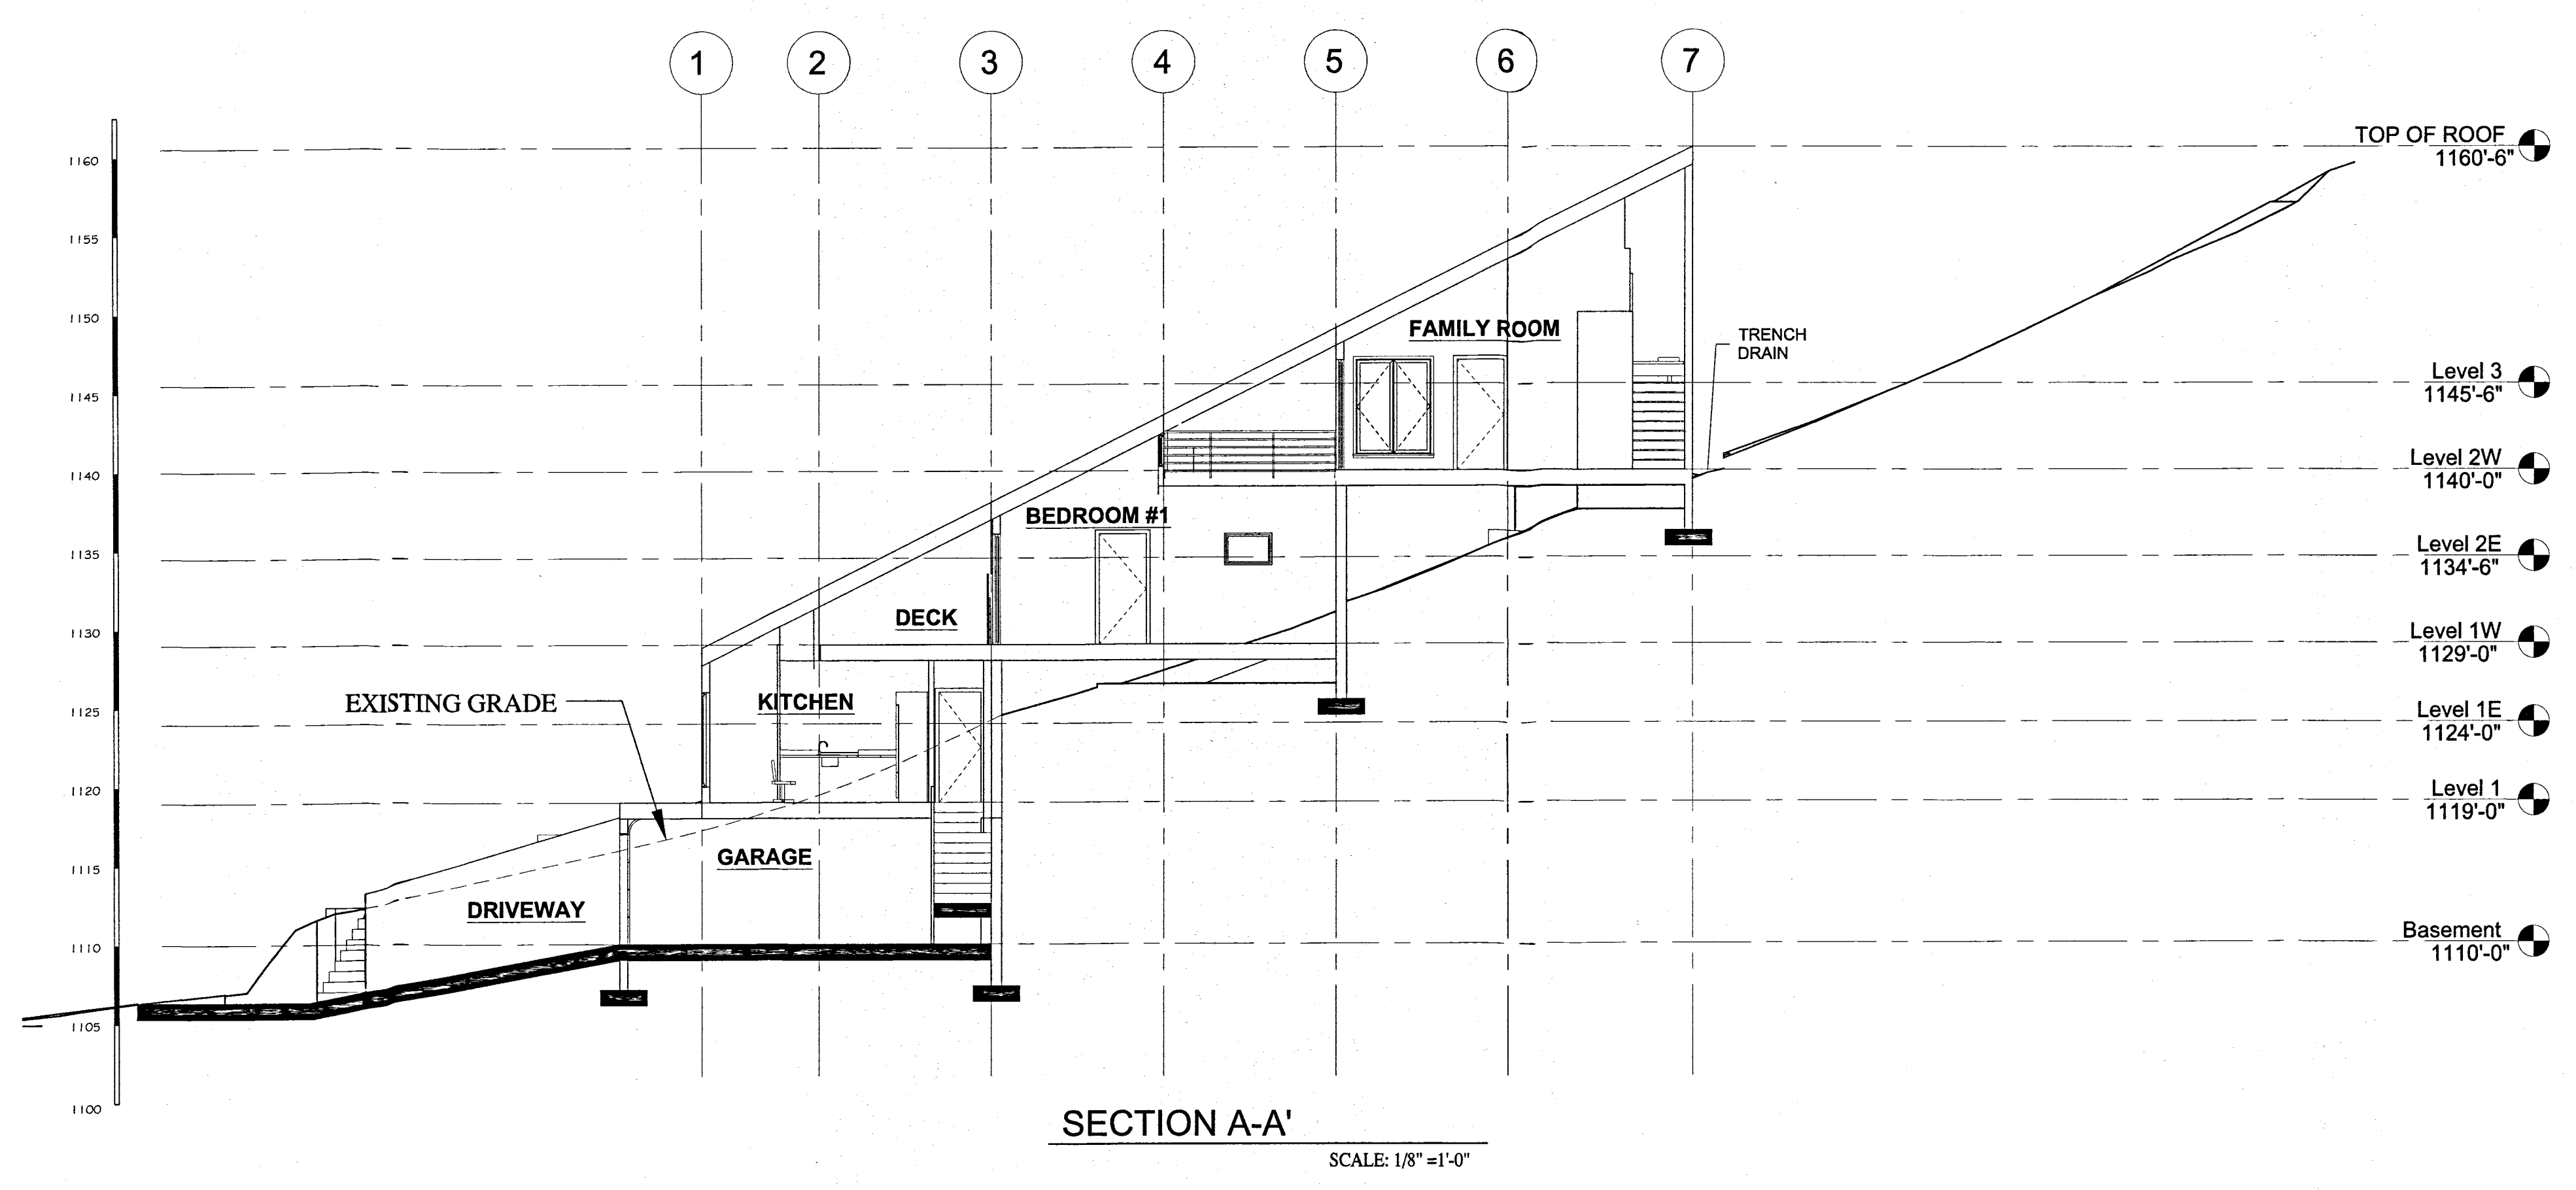 1 2 3 4 5 6 7
TOP OF ROOF
1160'-6"
1160
1155
1150
1145
1140
1135
1130
1125
1120
1115
1110
1105
1100
FAMILY ROOM
TRENCH
DRAIN
Level 3
1145'-6"
Level 2W
1140'-0"
BEDROOM #1
Level 2E
1134'-6"
DECK
Level 1W
1129'-0"
EXISTING GRADE
KITCHEN
Level 1E
1124'-0"
Level 1
1119'-0"
GARAGE
DRIVEWAY
Basement
1110'-0"
SECTION A-A'
SCALE: 1/8" =1'-0"